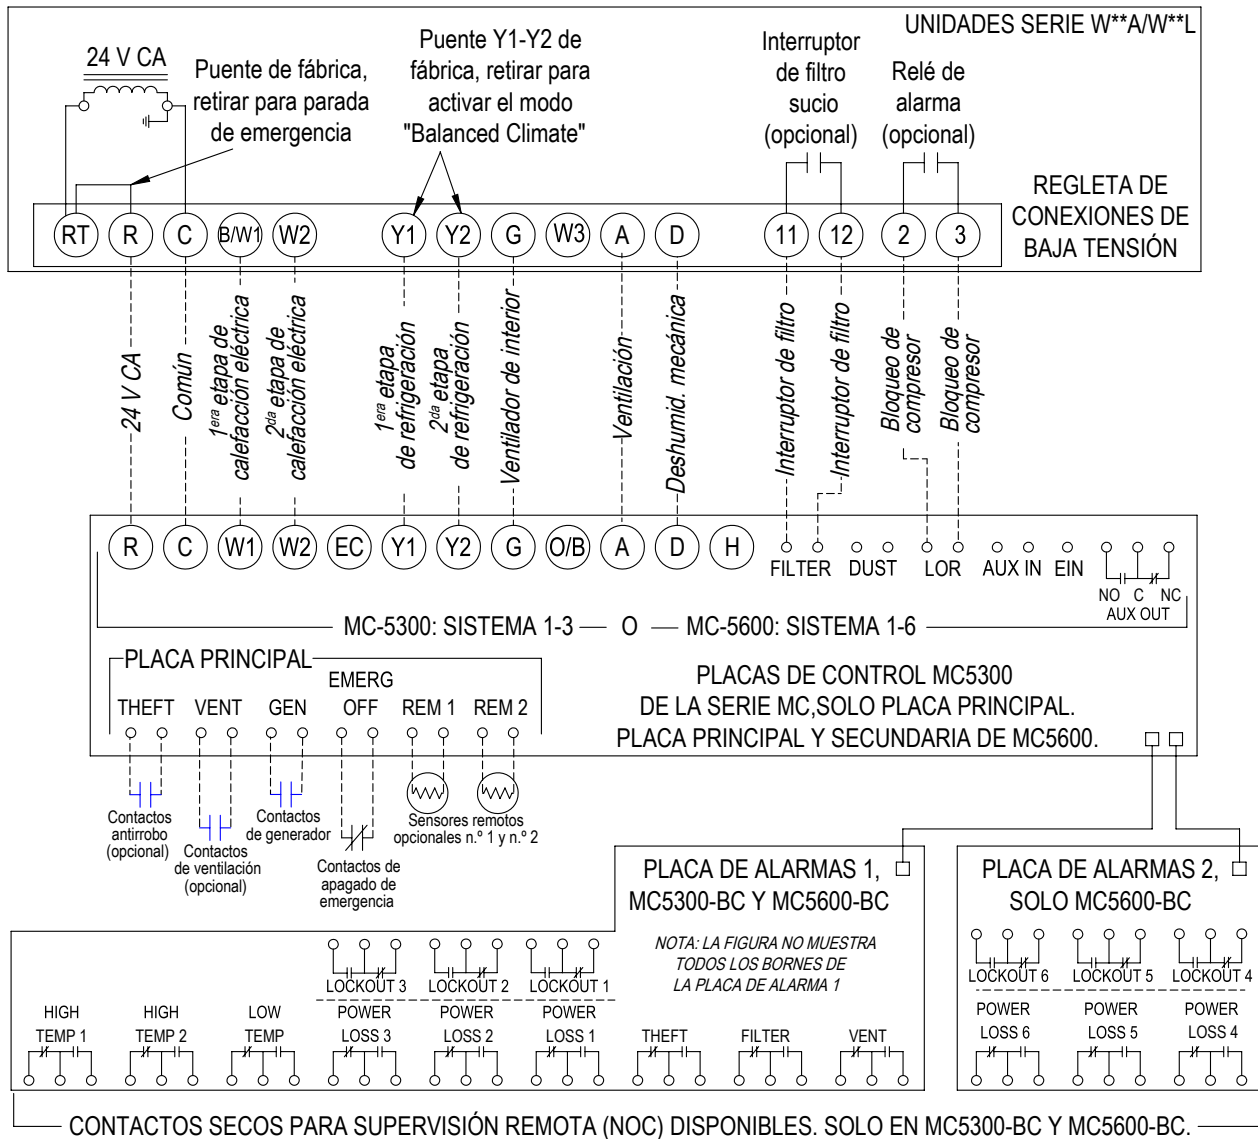 UNIDADES SERIE W**A/W**L
24 V CA
Puente de fábrica,
retirar para parada
de emergencia
Puente Y1-Y2 de
fábrica, retirar para
activar el modo
"Balanced Climate"
Interruptor
de filtro
sucio
(opcional)
Relé de
alarma
(opcional)
REGLETA DE
CONEXIONES DE
BAJA TENSIÓN
RT R C B/W1 W2 Y1 Y2 G W3 A D 11 12 2 3
24 V CA
Común
1era etapa de
calefacción eléctrica
2da etapa de
calefacción eléctrica
1era etapa
de refrigeración
2da etapa
de refrigeración
Ventilador de interior
Ventilación
Deshumid. mecánica
Interruptor de filtro
Interruptor de filtro
Bloqueo de
compresor
Bloqueo de
compresor
R C W1 W2 EC Y1 Y2 G O/B A D H
FILTER DUST LOR AUX IN EIN
NO C NC
AUX OUT
MC-5300: SISTEMA 1-3 O MC-5600: SISTEMA 1-6
PLACA PRINCIPAL
THEFT VENT GEN EMERG
OFF REM 1 REM 2
PLACAS DE CONTROL MC5300
DE LA SERIE MC,SOLO PLACA PRINCIPAL.
PLACA PRINCIPAL Y SECUNDARIA DE MC5600.
Contactos
antirrobo
(opcional)
Contactos
de ventilación
(opcional)
Contactos
de generador
Contactos de
apagado de
emergencia
Sensores remotos
opcionales n.º 1 y n.º 2
PLACA DE ALARMAS 1,
MC5300-BC Y MC5600-BC
NOTA: LA FIGURA NO MUESTRA
TODOS LOS BORNES DE
LA PLACA DE ALARMA 1
PLACA DE ALARMAS 2,
SOLO MC5600-BC
LOCKOUT 3 LOCKOUT 2 LOCKOUT 1
HIGH
TEMP 1
HIGH
TEMP 2
LOW
TEMP
POWER
LOSS 3
POWER
LOSS 2
POWER
LOSS 1
THEFT FILTER VENT
LOCKOUT 6 LOCKOUT 5 LOCKOUT 4
POWER
LOSS 6
POWER
LOSS 5
POWER
LOSS 4
CONTACTOS SECOS PARA SUPERVISIÓN REMOTA (NOC) DISPONIBLES. SOLO EN MC5300-BC Y MC5600-BC.